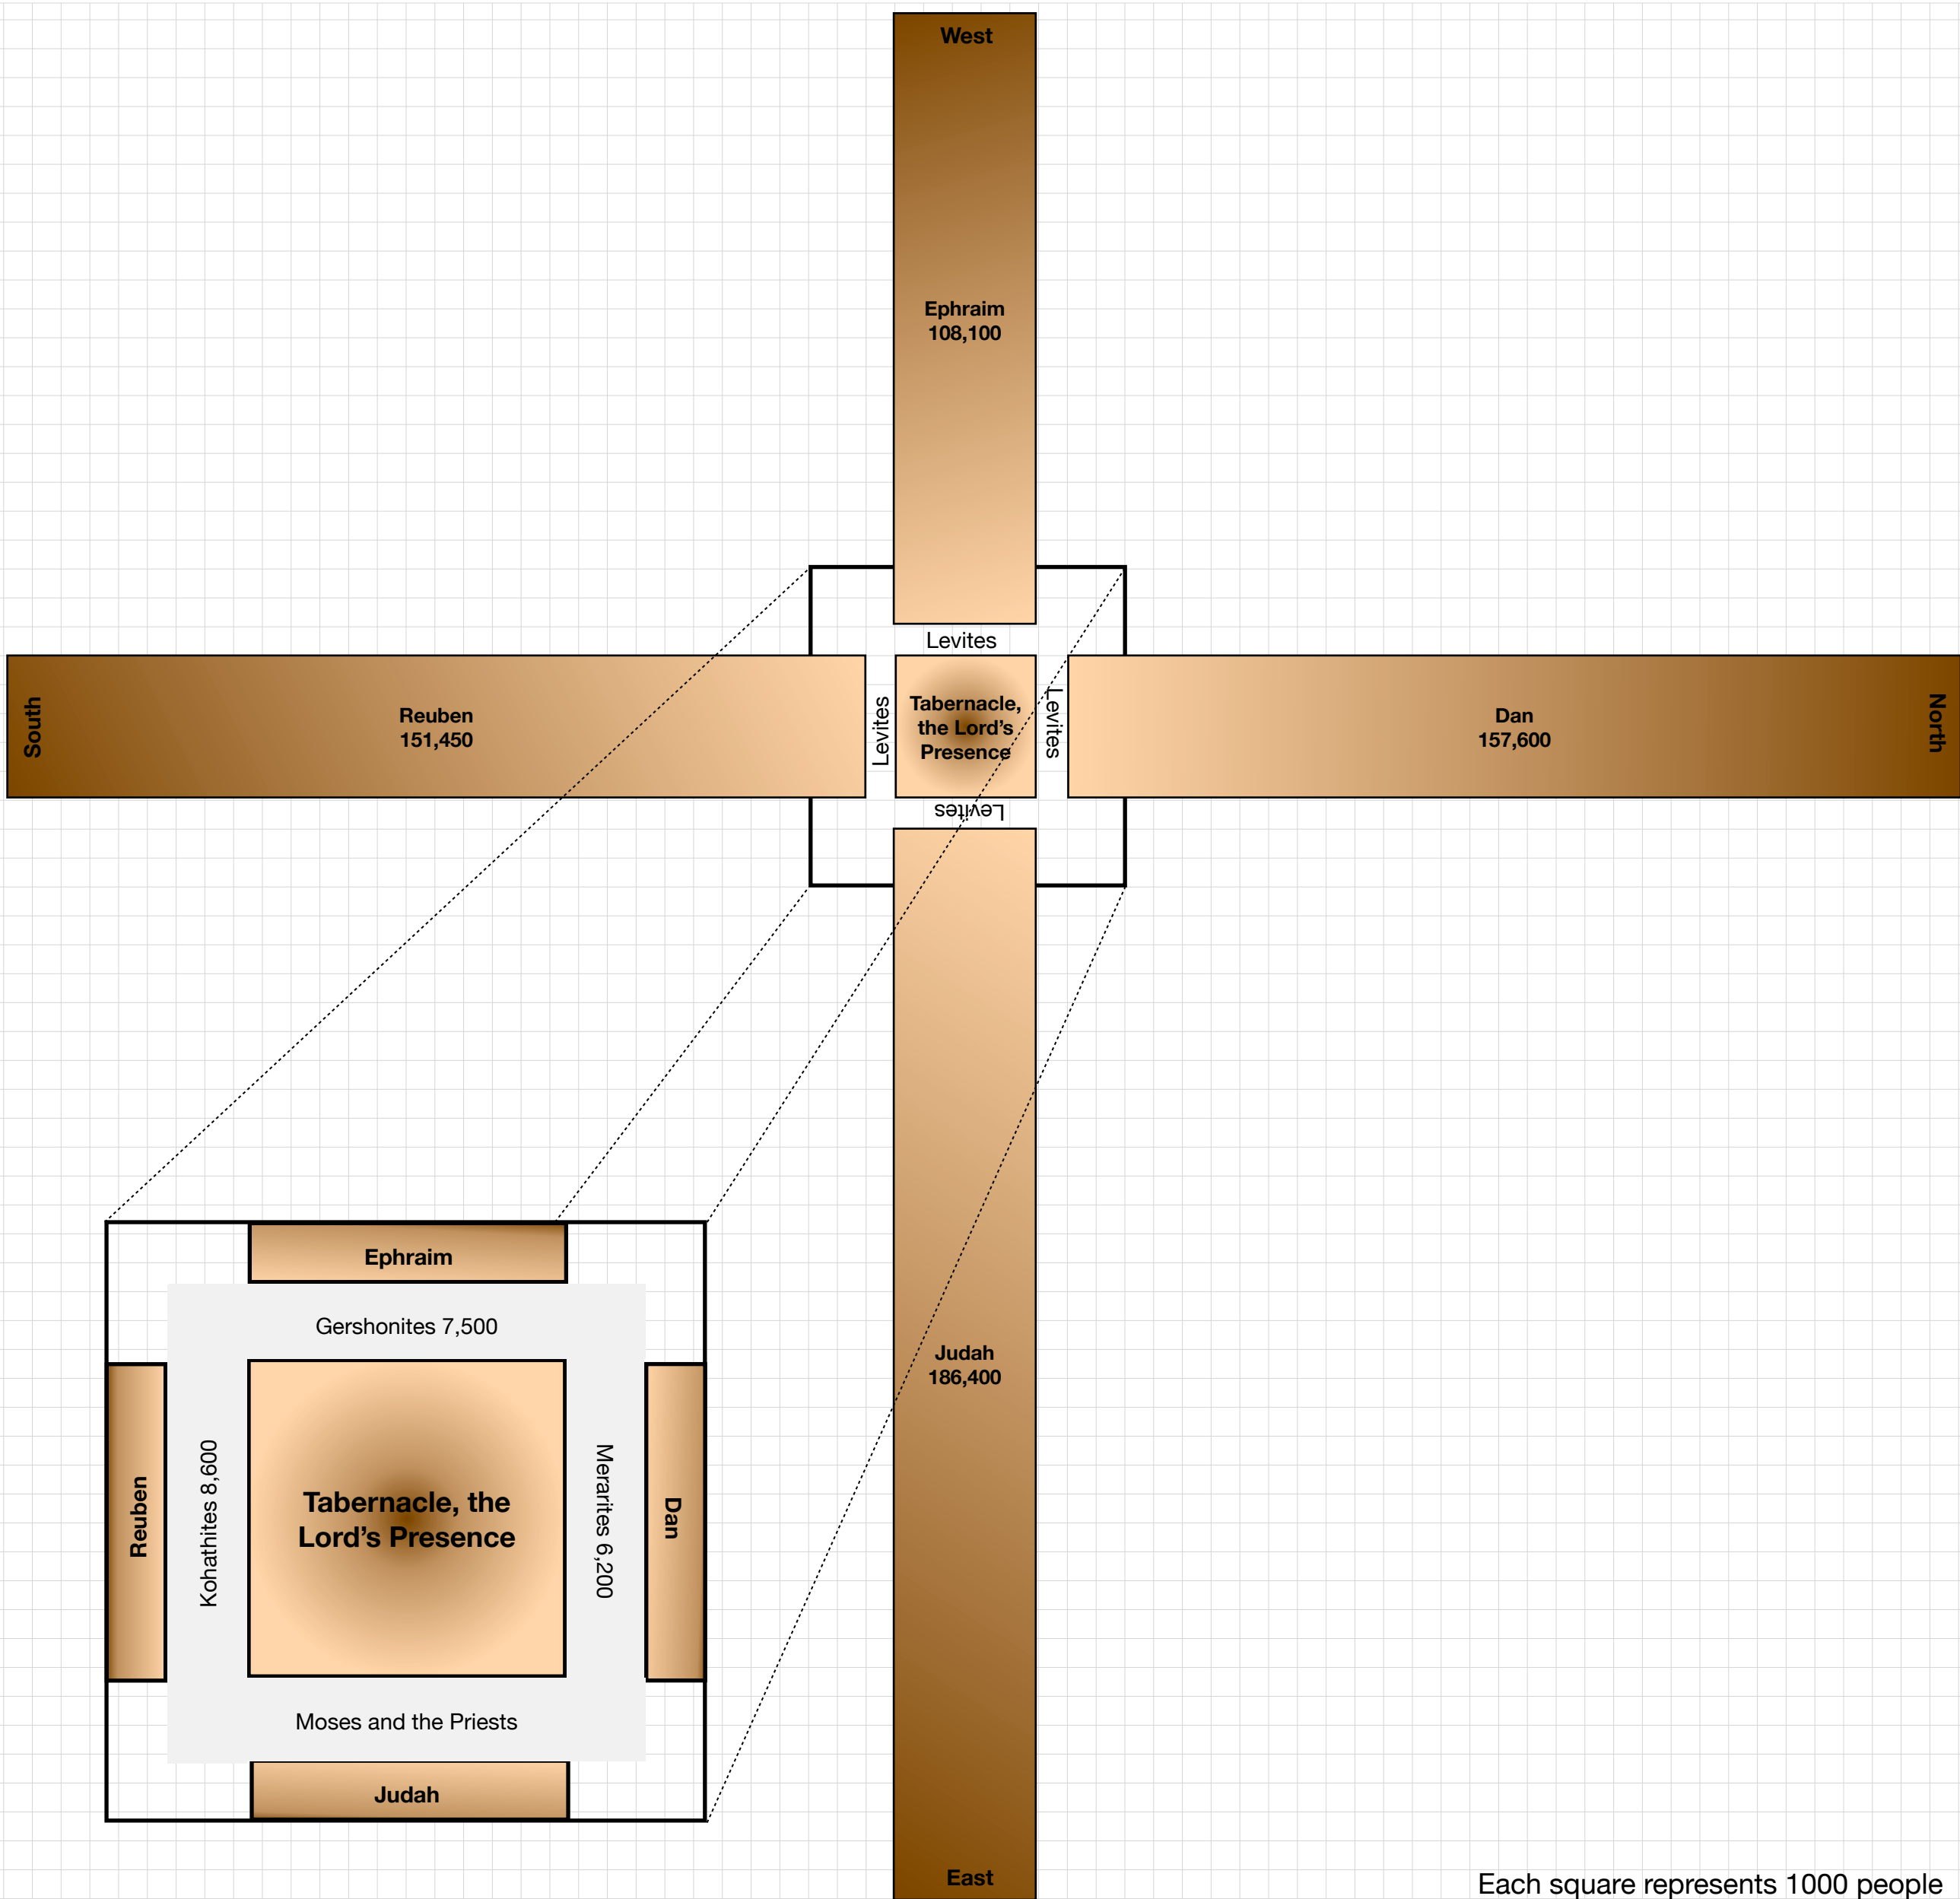 West
Ephraim
108,100
Levites
South
Reuben
151,450
Levites
Tabernacle,
the Lord’s
Presence
Levites
Dan
157,600
North
Levites
Judah
186,400
East
Ephraim
Gershonites 7,500
Reuben
Kohathites 8,600
Tabernacle, the
Lord’s Presence
Merarites 6,200
Dan
Moses and the Priests
Judah
Each square represents 1000 people